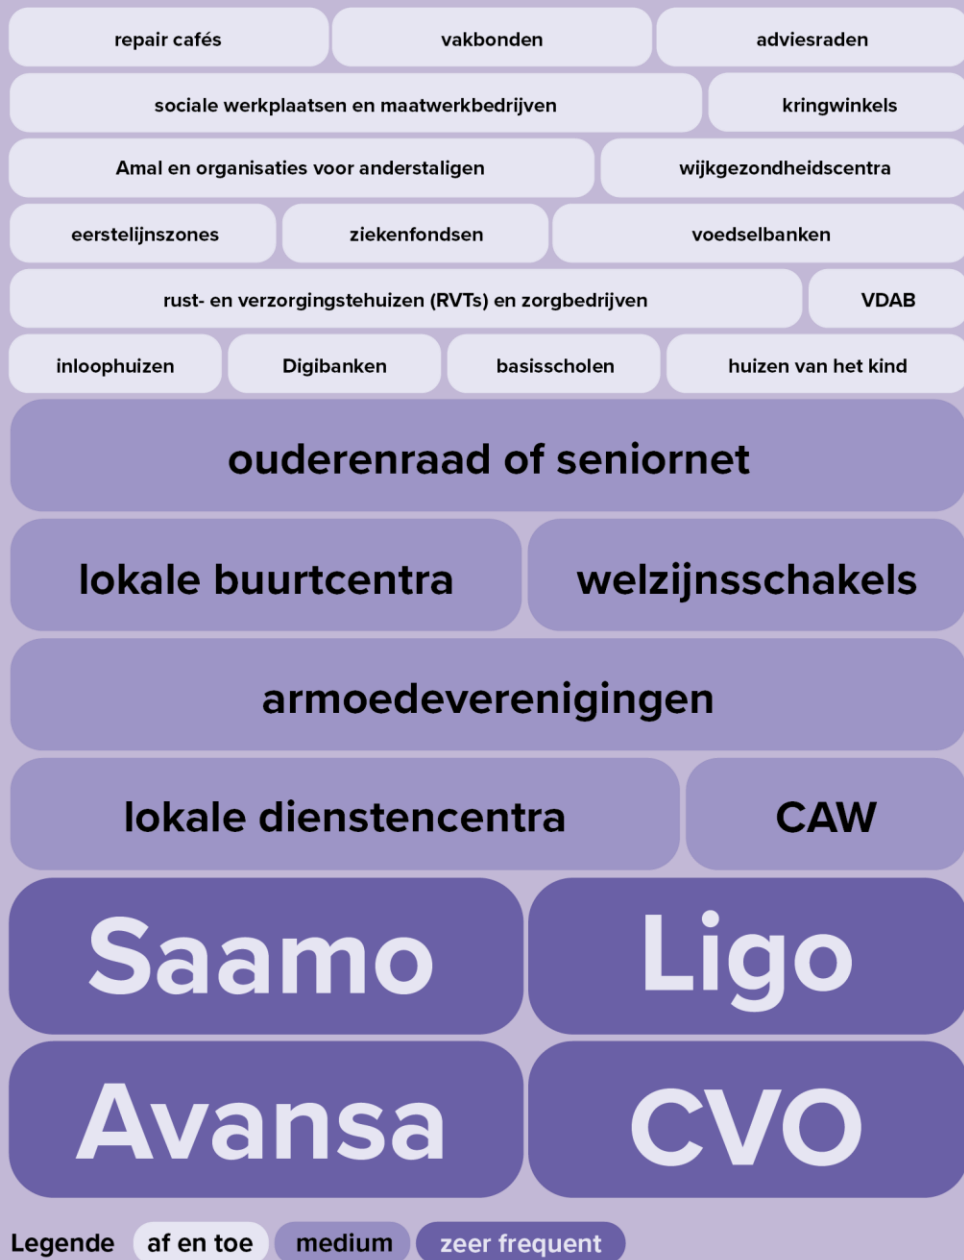 repair cafés vakbonden adviesraden
sociale werkplaatsen en maatwerkbedrijven kringwinkels
Amal en organisaties voor anderstaligen wijkgezondheidscentra
eerstelijnszones ziekenfondsen voedselbanken
rust- en verzorgingstehuizen (RVTs) en zorgbedrijven VDAB
inloophuizen Digibanken basisscholen huizen van het kind
ouderenraad of seniornet
lokale buurtcentra welzijnsschakels
armoedeverenigingen
lokale dienstencentra CAW
Saamo Ligo
Avansa CVO
Legende af en toe medium zeer frequent